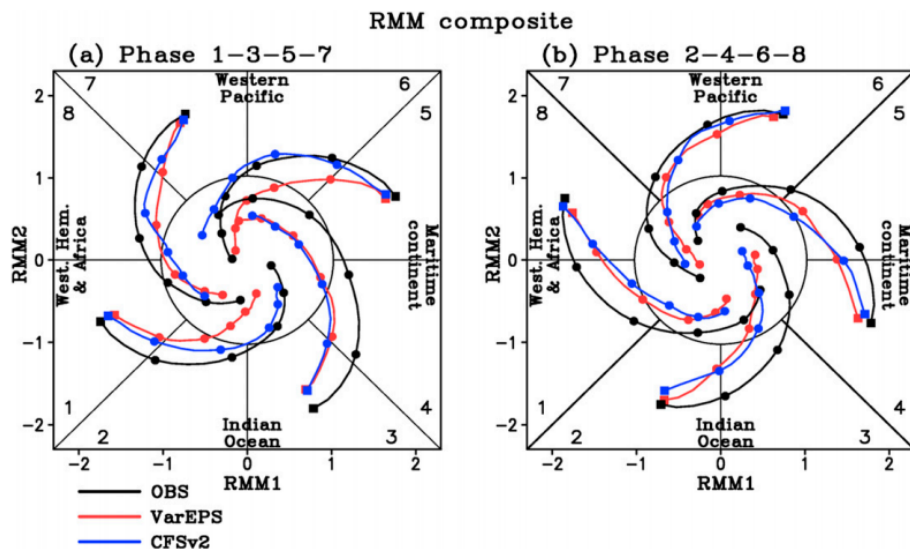 RMM composite
(a) Phase 1-3-5-7
(b) Phase 2-4-6-8
7
Western
Pacific
6
8
5
2
1
0
-1
-2
RMM2
West. Hem.
& Africa
Maritime
continent
1
4
2
Indian
Ocean
3
-2
-1
0
1
2
RMM1
7
Western
Pacific
6
8
5
2
1
0
-1
-2
RMM2
West. Hem.
& Africa
Maritime
continent
1
4
2
Indian
Ocean
3
-2
-1
0
1
2
RMM1
OBS
VarEPS
CFSv2